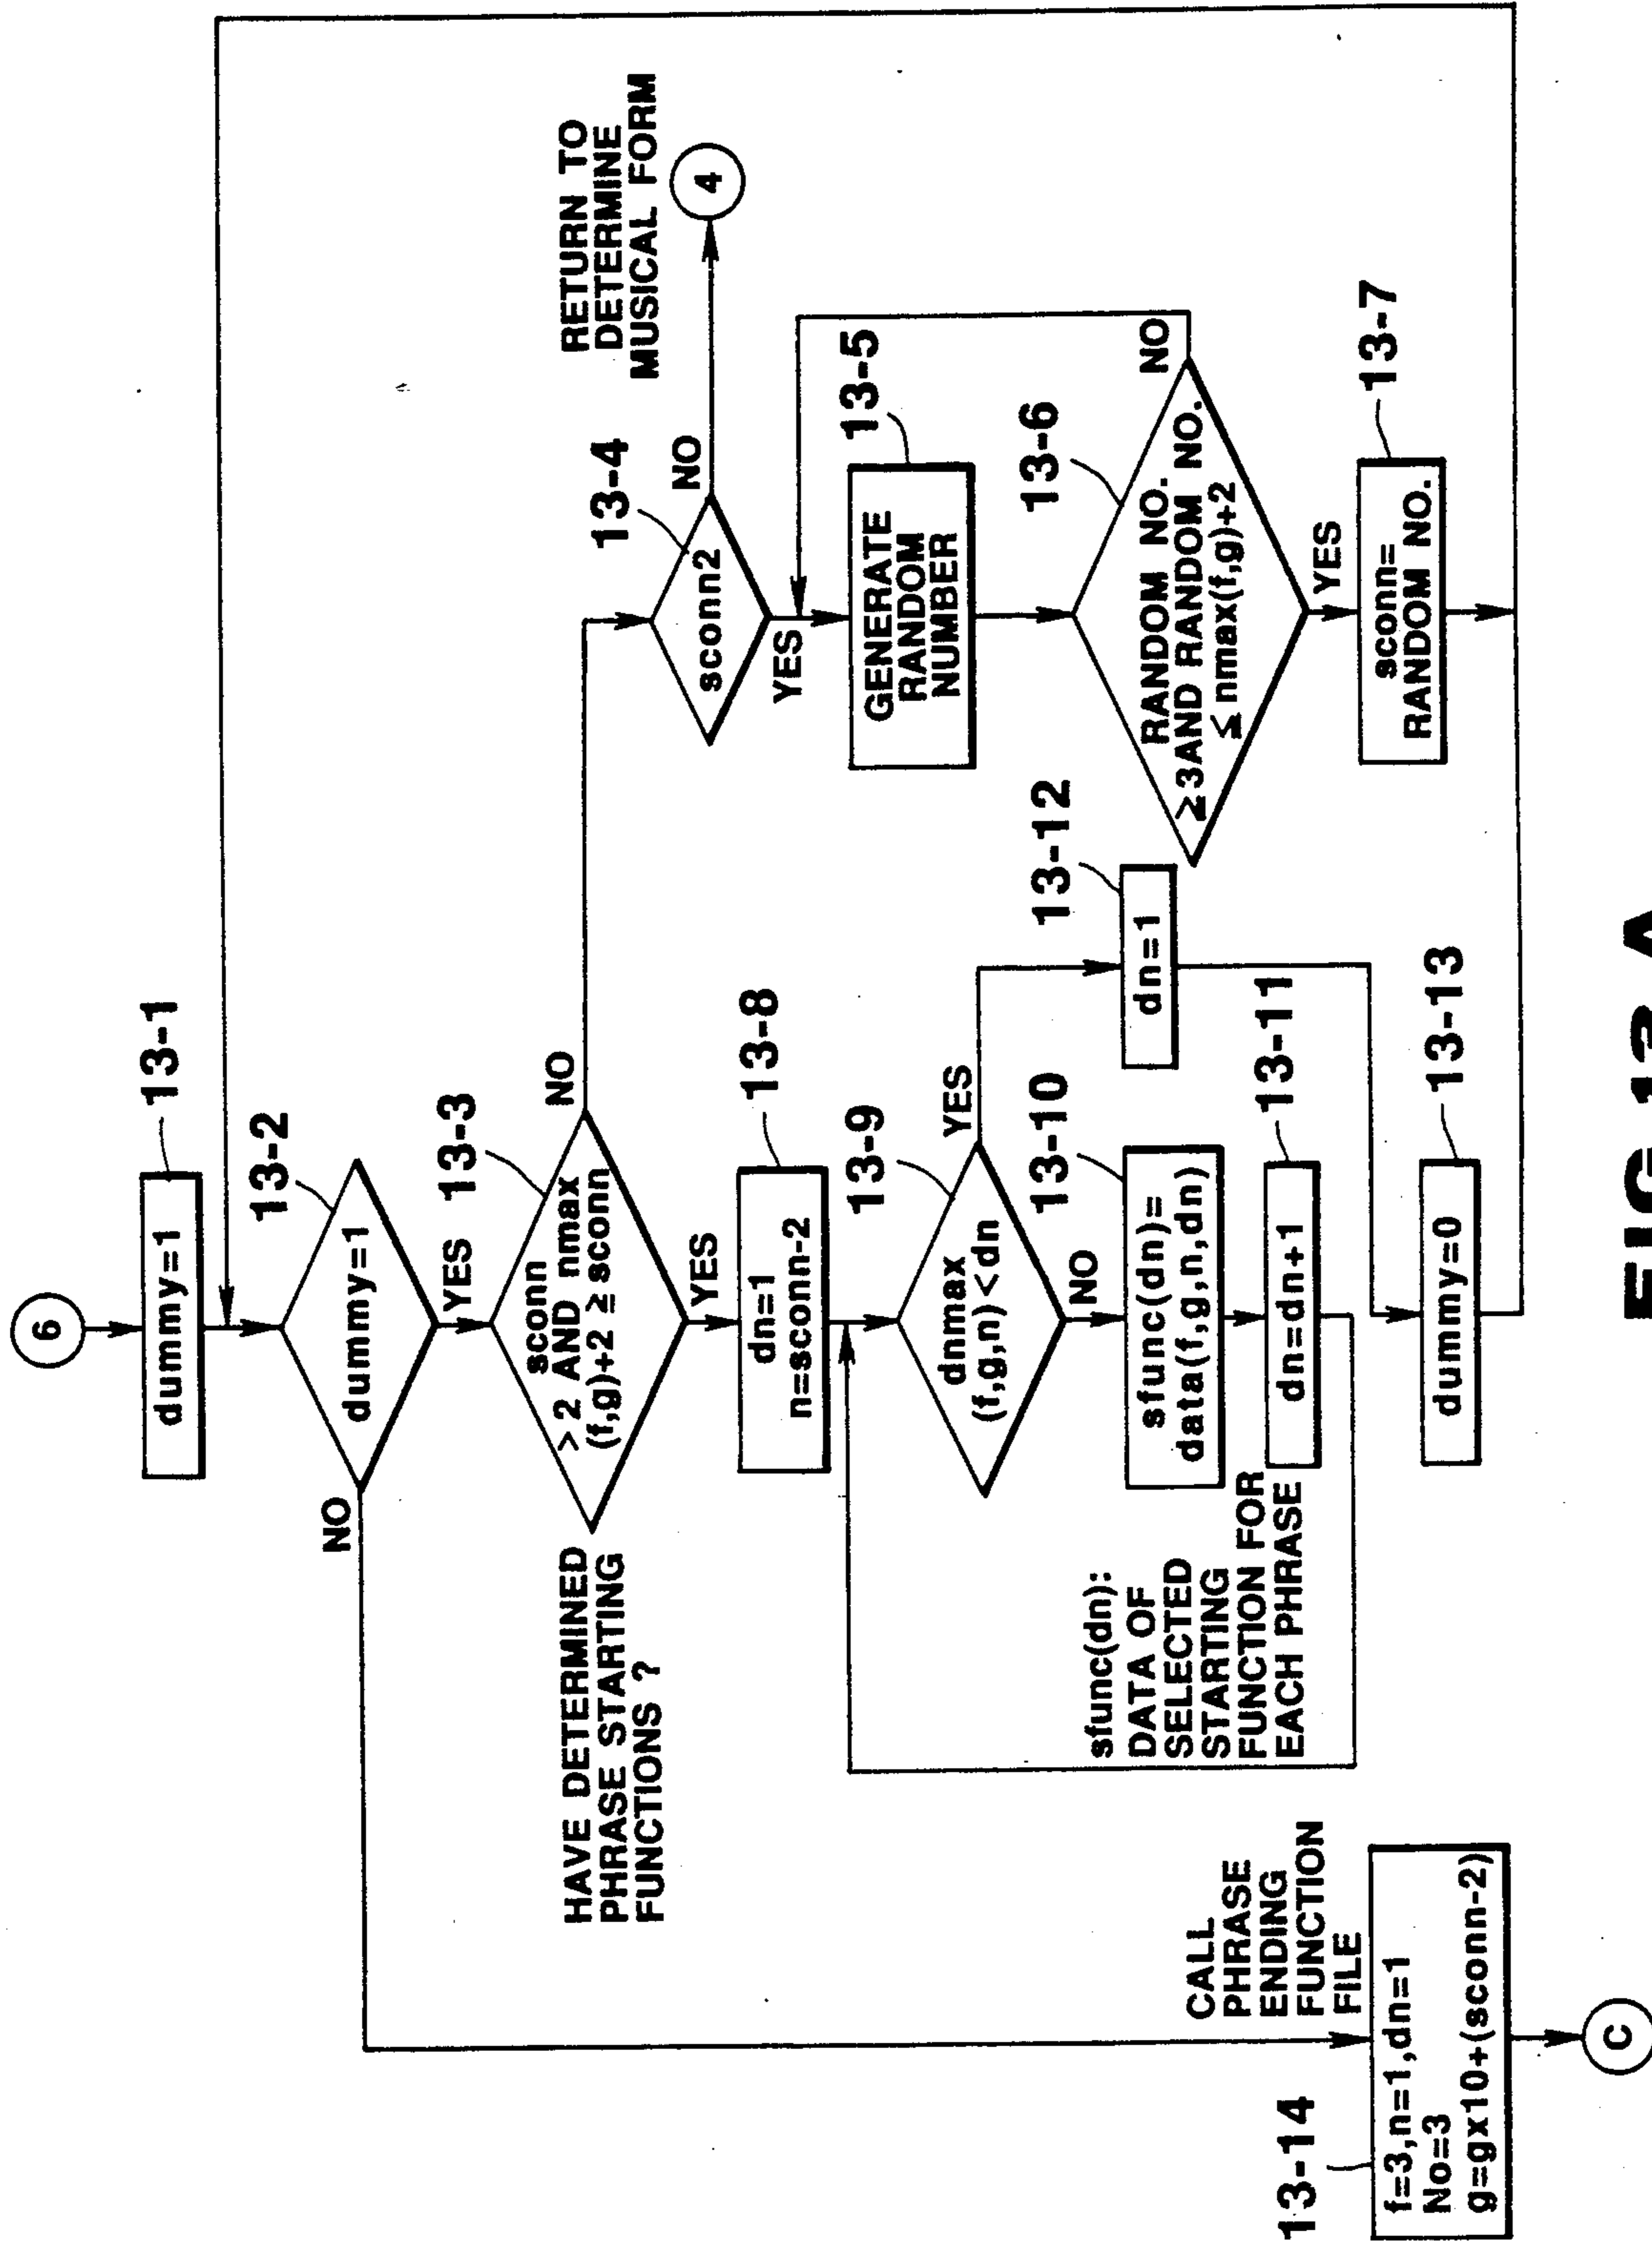 6
dummy=1
13-1
13-2
dummy=1
NO
YES
13-3
HAVE DETERMINED
PHRASE STARTING
FUNCTIONS ?
sconn
>2 AND nmax
(f,g)+2 ≧ sconn
NO
YES
13-4
sconn2
NO
YES
RETURN TO
DETERMINE
MUSICAL FORM
4
13-5
GENERATE
RANDOM
NUMBER
13-6
RANDOM NO.
≧3AND RANDOM NO.
≦ nmax(f,g)+2
NO
YES
13-7
sconn=
RANDOM NO.
13-8
dn=1
n=sconn-2
13-9
dnmax
(f,g,n)<dn
YES
NO
13-10
sfunc(dn)=
data(f,g,n,dn)
sfunc(dn):
DATA OF
SELECTED
STARTING
FUNCTION FOR
EACH PHRASE
13-11
dn=dn+1
13-12
dn=1
13-13
dummy=0
CALL
PHRASE
ENDING
FUNCTION
FILE
13-14
f=3,n=1,dn=1
No=3
g=gx10+(sconn-2)
C